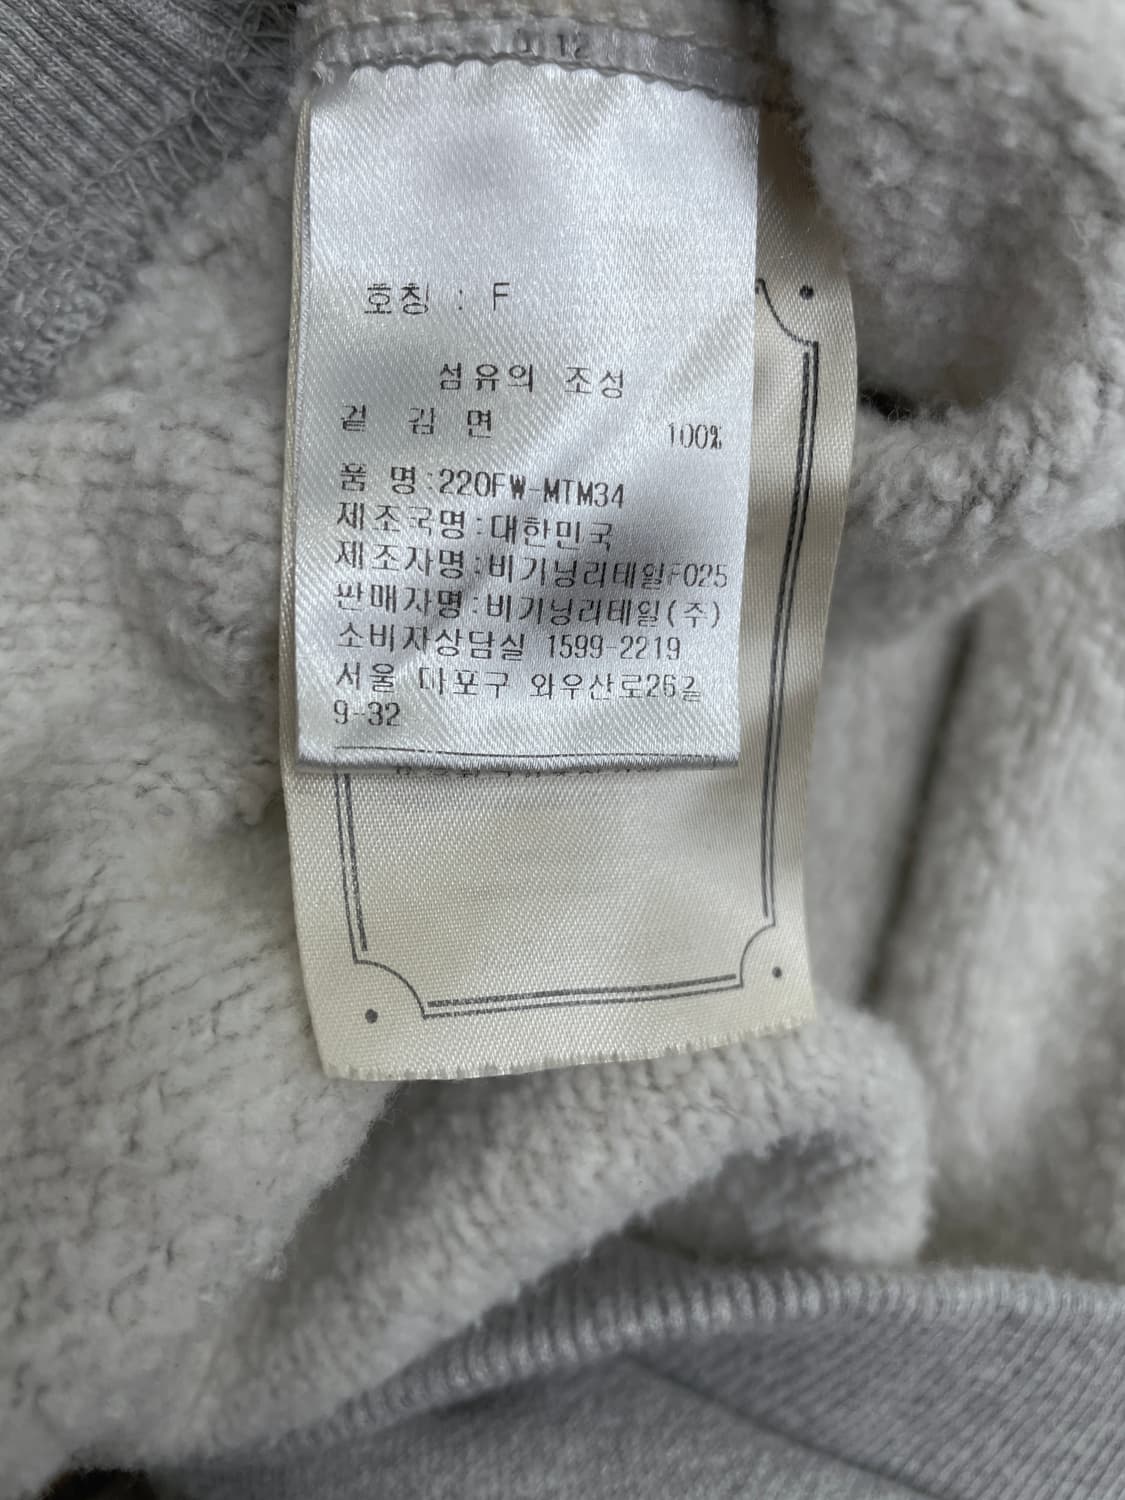 12
호칭 : F
섬유의 조성
겉 감 면 100%
품 명:220FW-MTM34
제조국명:대한민국
제조자명:비기닝리테일F025
판매자명:비기닝리테일(주)
소비자상담실 1599-2219
서울 마포구 와우산로26길
9-32